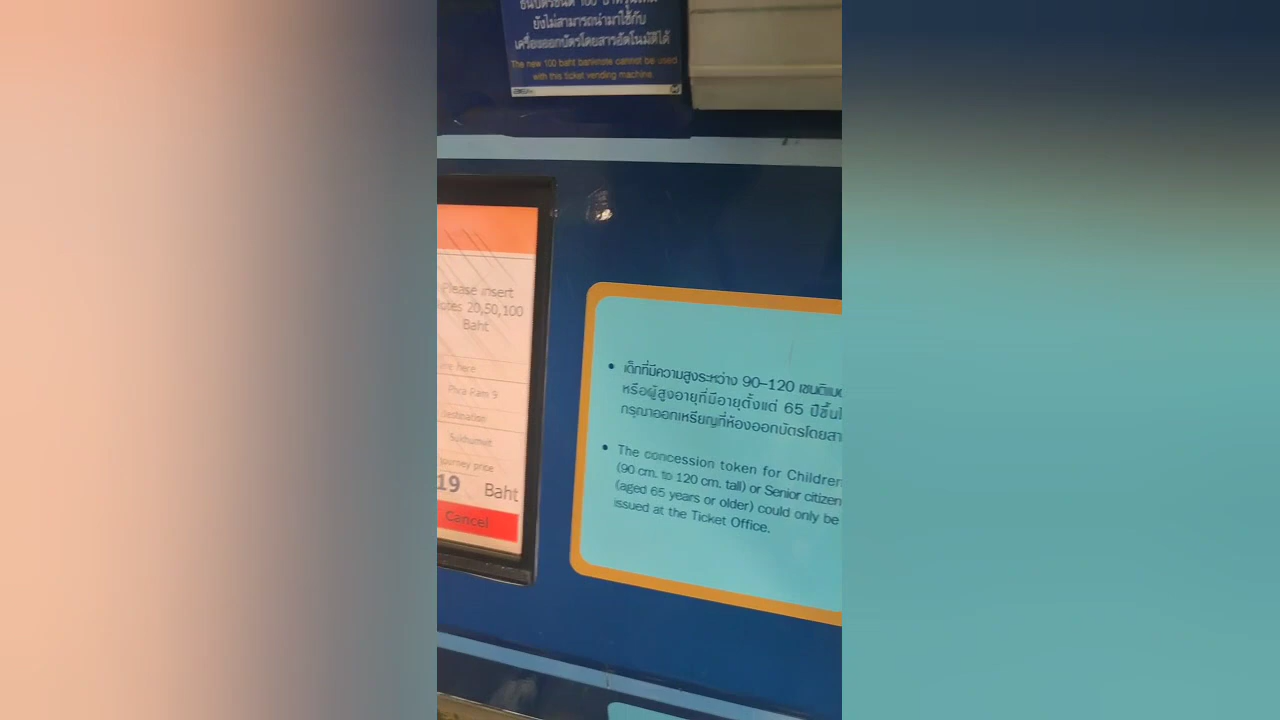 ยังไม่สามารถนำมาใช้กับ
เครื่องออกบัตรโดยสารอัตโนมัติได้
The new 100 baht banknote cannot be used
with this ticket vending machine.
Please insert
Notes 20,50,100
Baht
here
Phra Ram 9
Destination
Sukhumvit
Journey price
19 Baht
Cancel
• เด็กที่มีความสูงระหว่าง 90-120 เซนติเมต
หรือผู้สูงอายุที่มีอายุตั้งแต่ 65 ปีขึ้นไ
กรุณาออกเหรียญที่ห้องออกบัตรโดยสา
• The concession token for Children
(90 cm. to 120 cm. tall) or Senior citizen
(aged 65 years or older) could only be
issued at the Ticket Office.